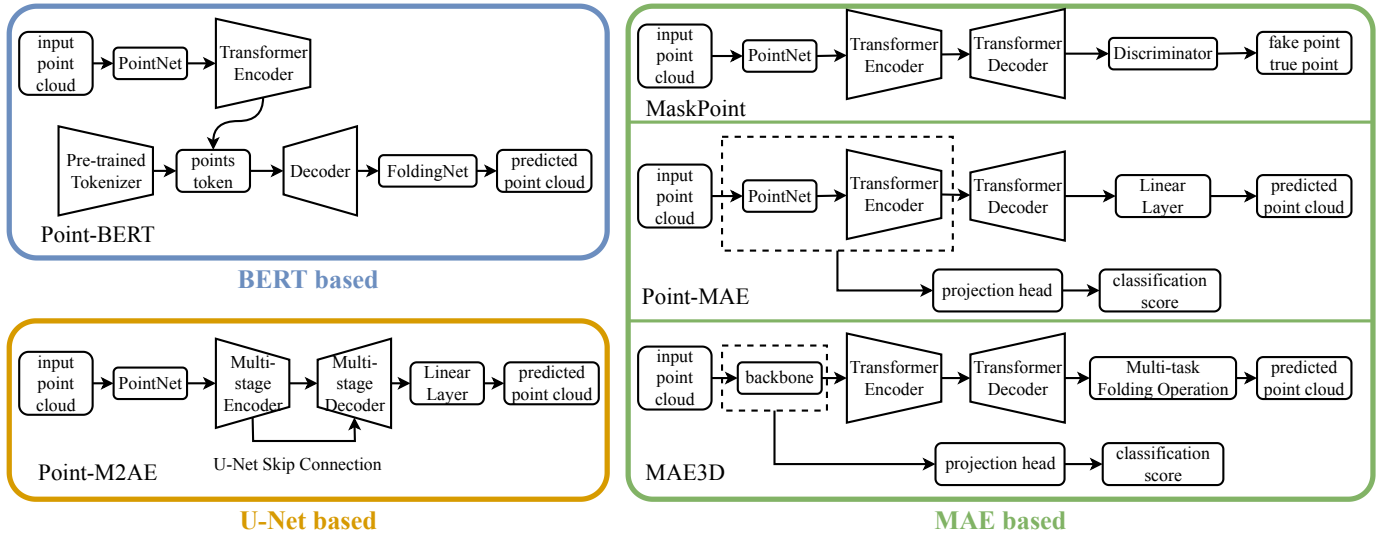 input
point
cloud
PointNet
Transformer
Encoder
Pre-trained
Tokenizer
points
token
Decoder
FoldingNet
predicted
point cloud
Point-BERT
BERT based
input
point
cloud
PointNet
Multi-
stage
Encoder
Multi-
stage
Decoder
Linear
Layer
predicted
point cloud
U-Net Skip Connection
Point-M2AE
U-Net based
input
point
cloud
PointNet
Transformer
Encoder
Transformer
Decoder
Discriminator
fake point
true point
MaskPoint
input
point
cloud
PointNet
Transformer
Encoder
Transformer
Decoder
Linear
Layer
predicted
point cloud
projection head
classification
score
Point-MAE
input
point
cloud
backbone
Transformer
Encoder
Transformer
Decoder
Multi-task
Folding Operation
predicted
point cloud
projection head
classification
score
MAE3D
MAE based